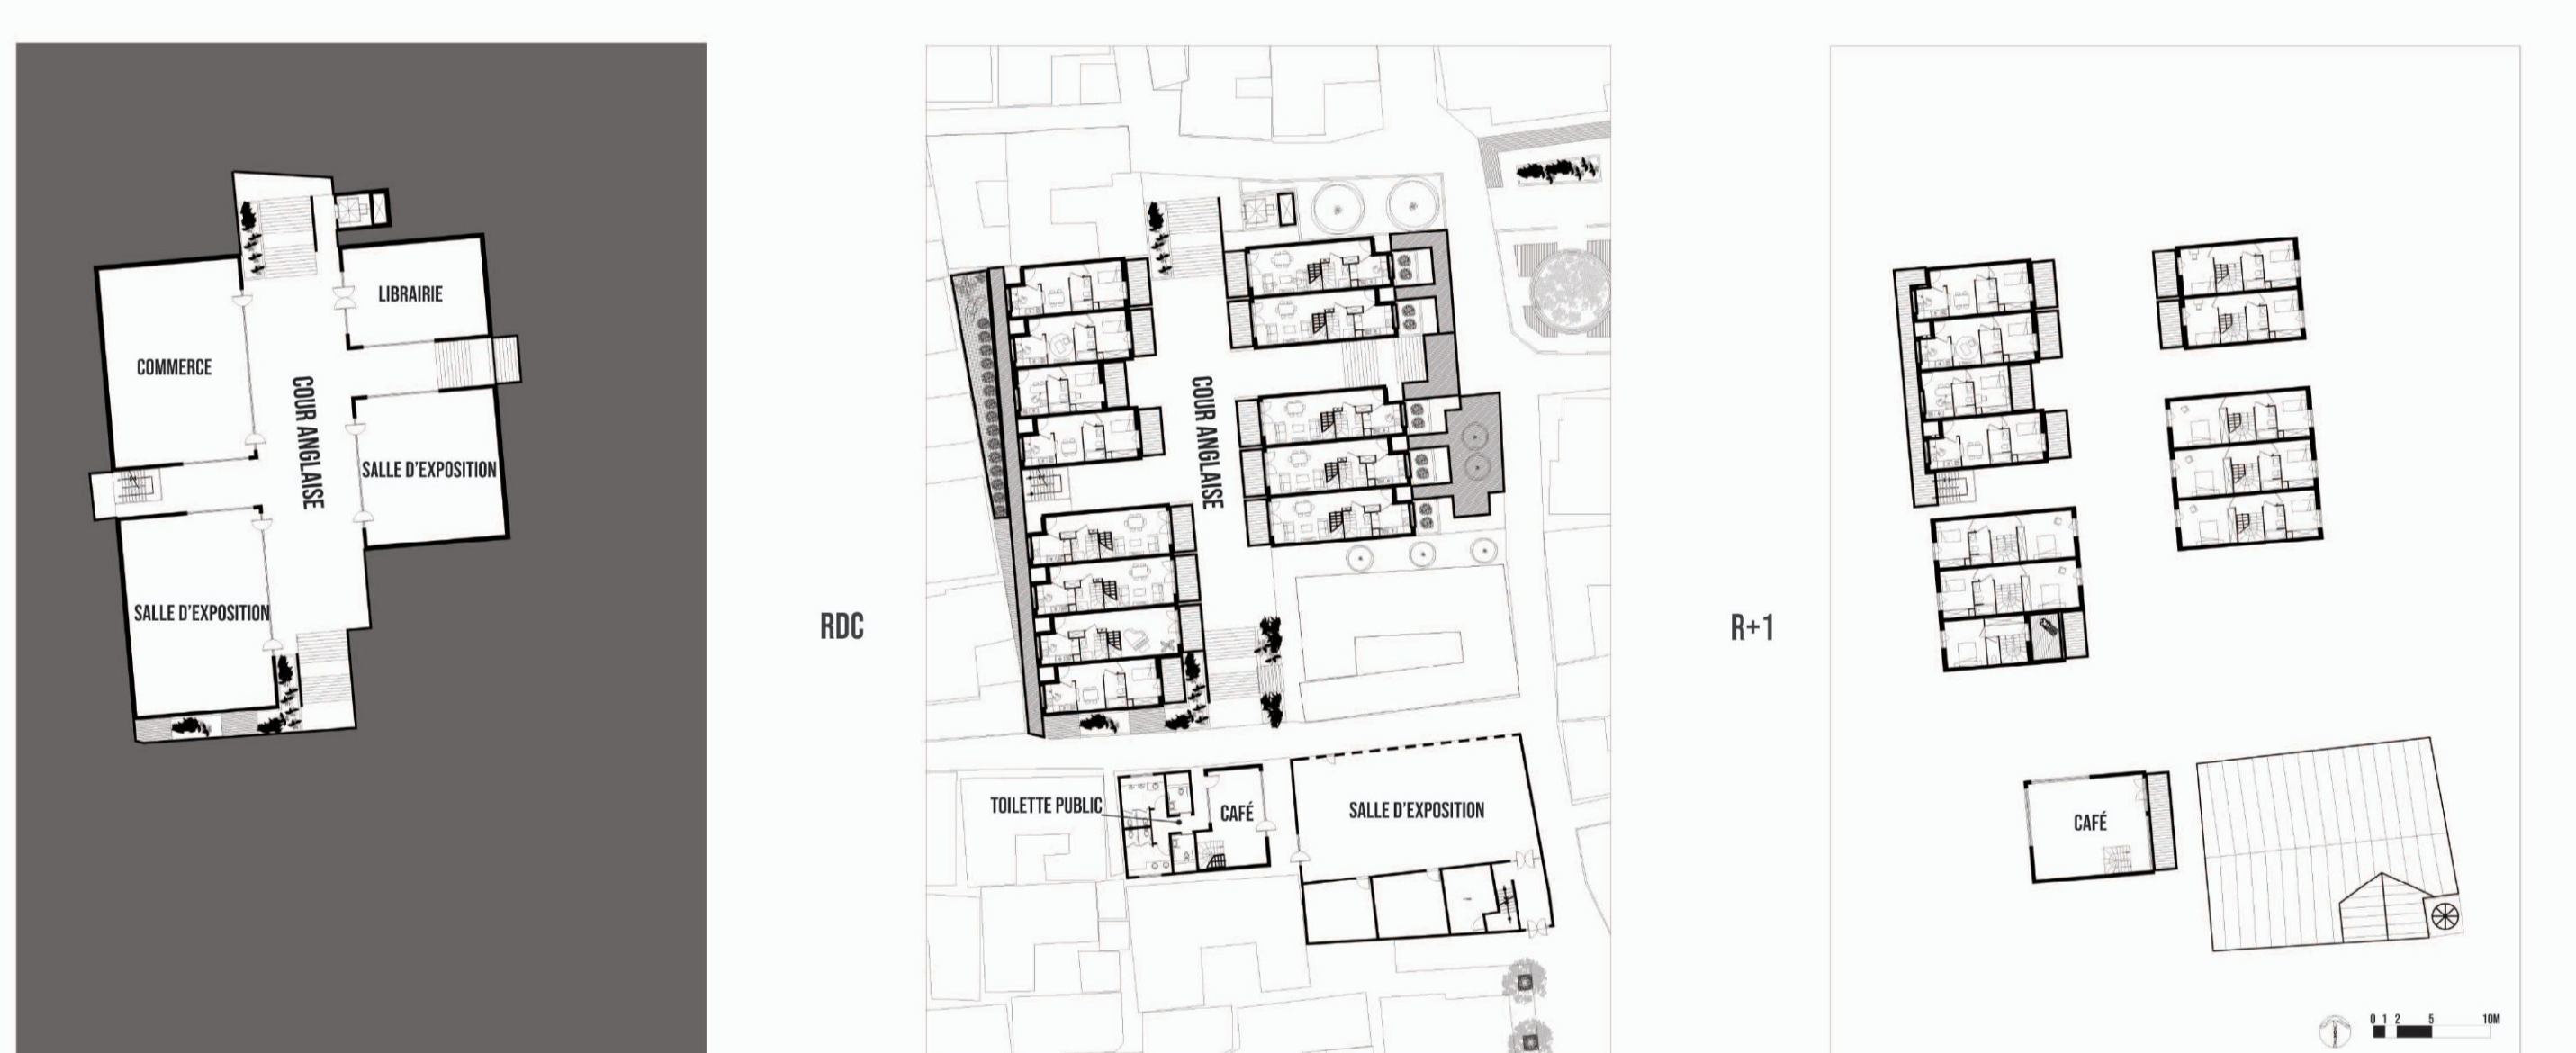 LIBRAIRIE
COMMERCE
COUR ANGLAISE
SALLE D'EXPOSITION
SALLE D'EXPOSITION
RDC
COUR ANGLAISE
TOILETTE PUBLIC
CAFÉ
SALLE D'EXPOSITION
R+1
CAFÉ
0 1 2 5 10M